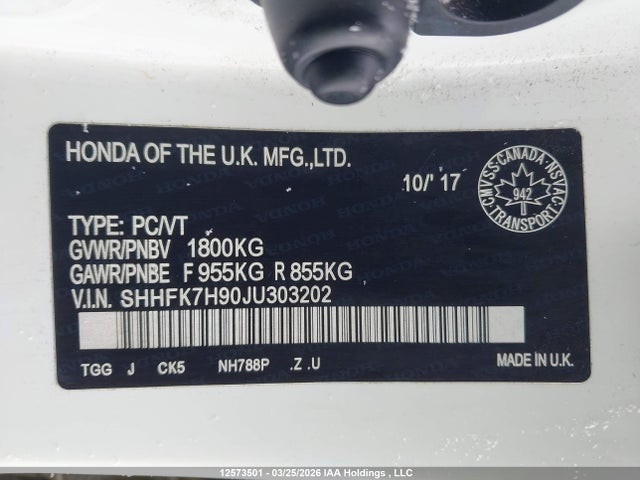 HONDA OF THE U.K. MFG.,LTD.
10/ '17
CMVSS · CANADA · NSVAC
942
TRANSPORT
TYPE: PC/VT
GVWR/PNBV 1800KG
GAWR/PNBE F 955KG R 855KG
V.I.N. SHHFK7H90JU303202
TGG J CK5 NH788P .Z .U
MADE IN U.K.
12573501 - 03/25/2026 IAA Holdings , LLC